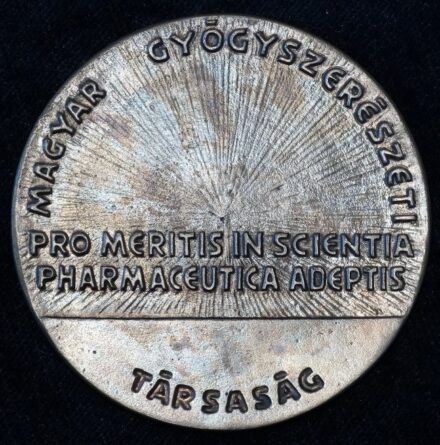 MAGYAR GYÓGYSZERÉSZETI
PRO MERITIS IN SCIENTIA
PHARMACEUTICA ADEPTIS
TÁRSASÁG